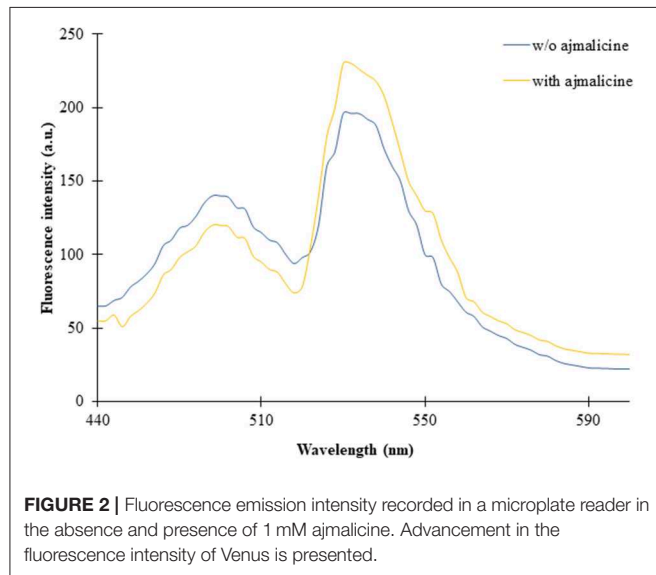 250
200
150
100
50
0
Fluorescence intensity (a.u.)
w/o ajmalicine
with ajmalicine
440 510 550 590
Wavelength (nm)
FIGURE 2 | Fluorescence emission intensity recorded in a microplate reader in
the absence and presence of 1 mM ajmalicine. Advancement in the
fluorescence intensity of Venus is presented.